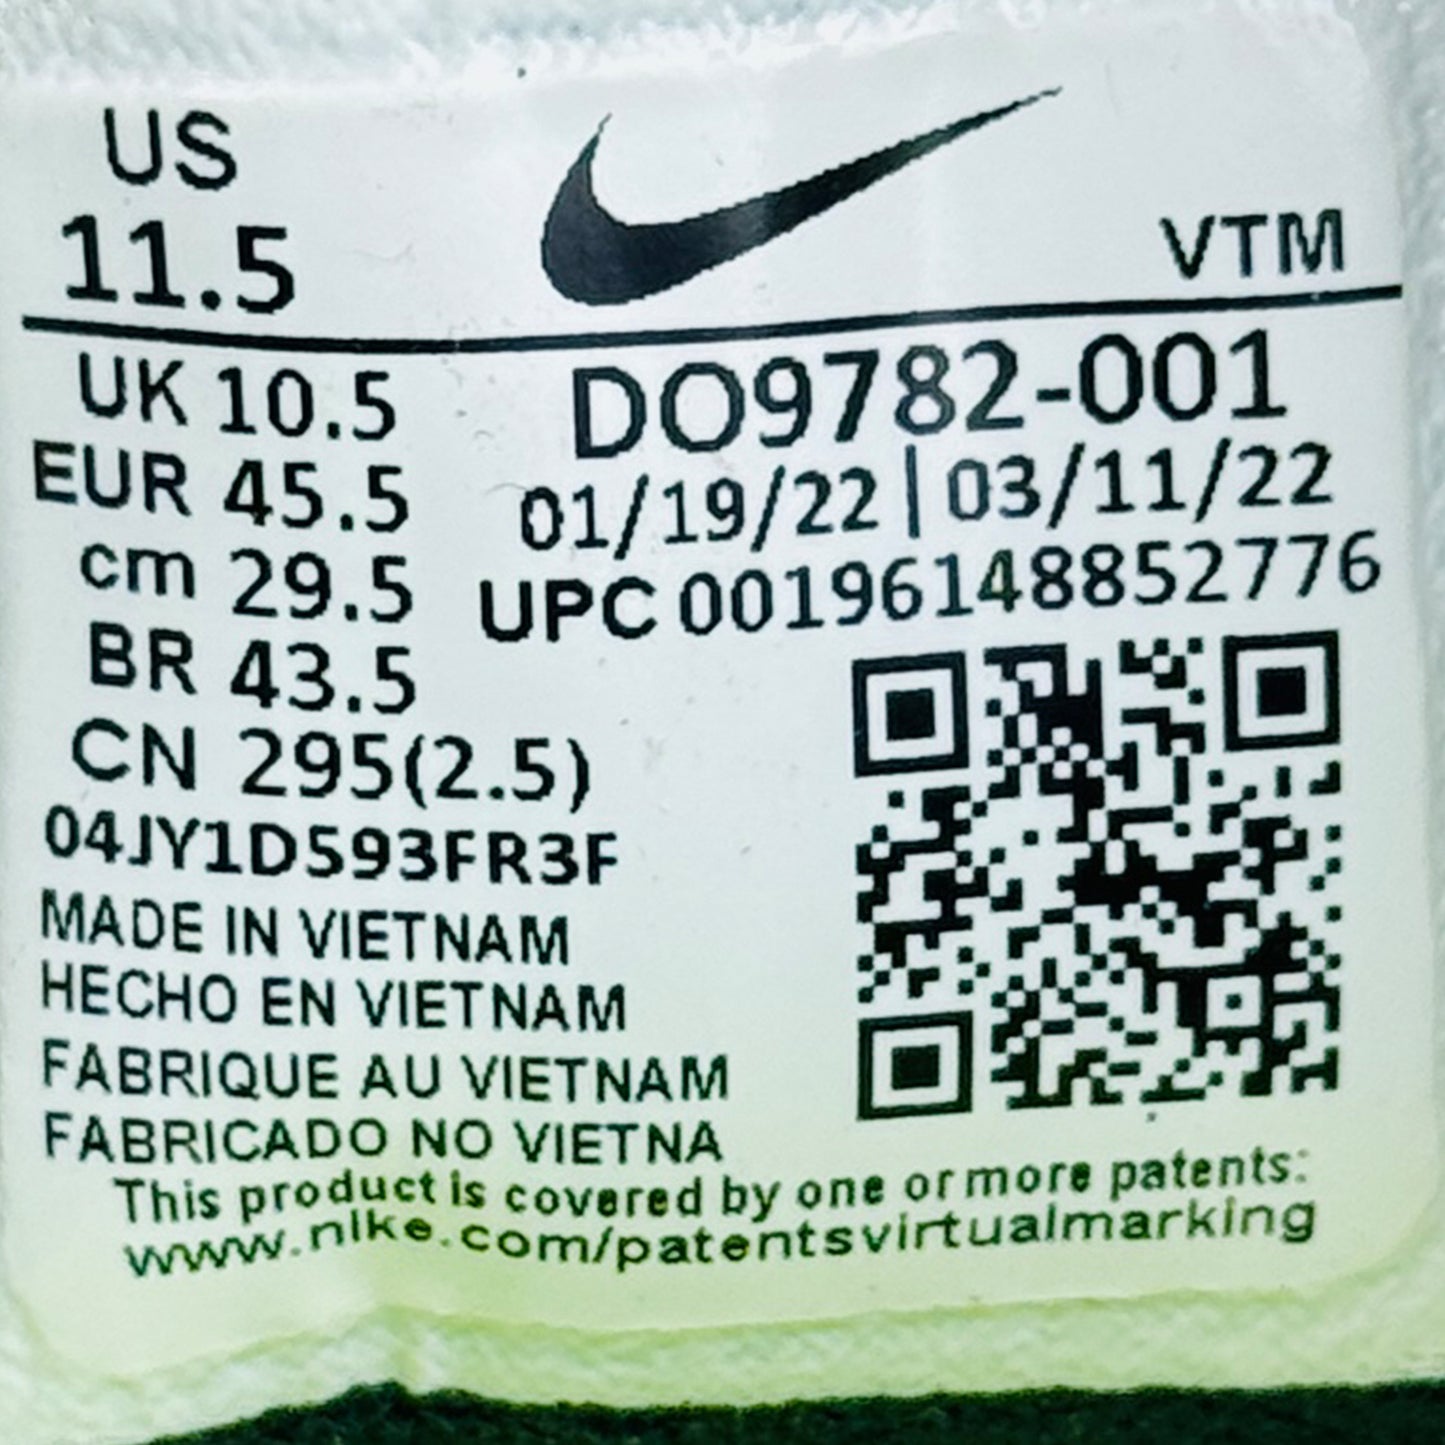 US
11.5
VTM
UK 10.5
EUR 45.5
cm 29.5
BR 43.5
CN 295(2.5)
DO9782-001
01/19/22 | 03/11/22
UPC 00196148852776
04JY1D593FR3F
MADE IN VIETNAM
HECHO EN VIETNAM
FABRIQUE AU VIETNAM
FABRICADO NO VIETNA
This product is covered by one or more patents:
www.nike.com/patentsvirtualmarking